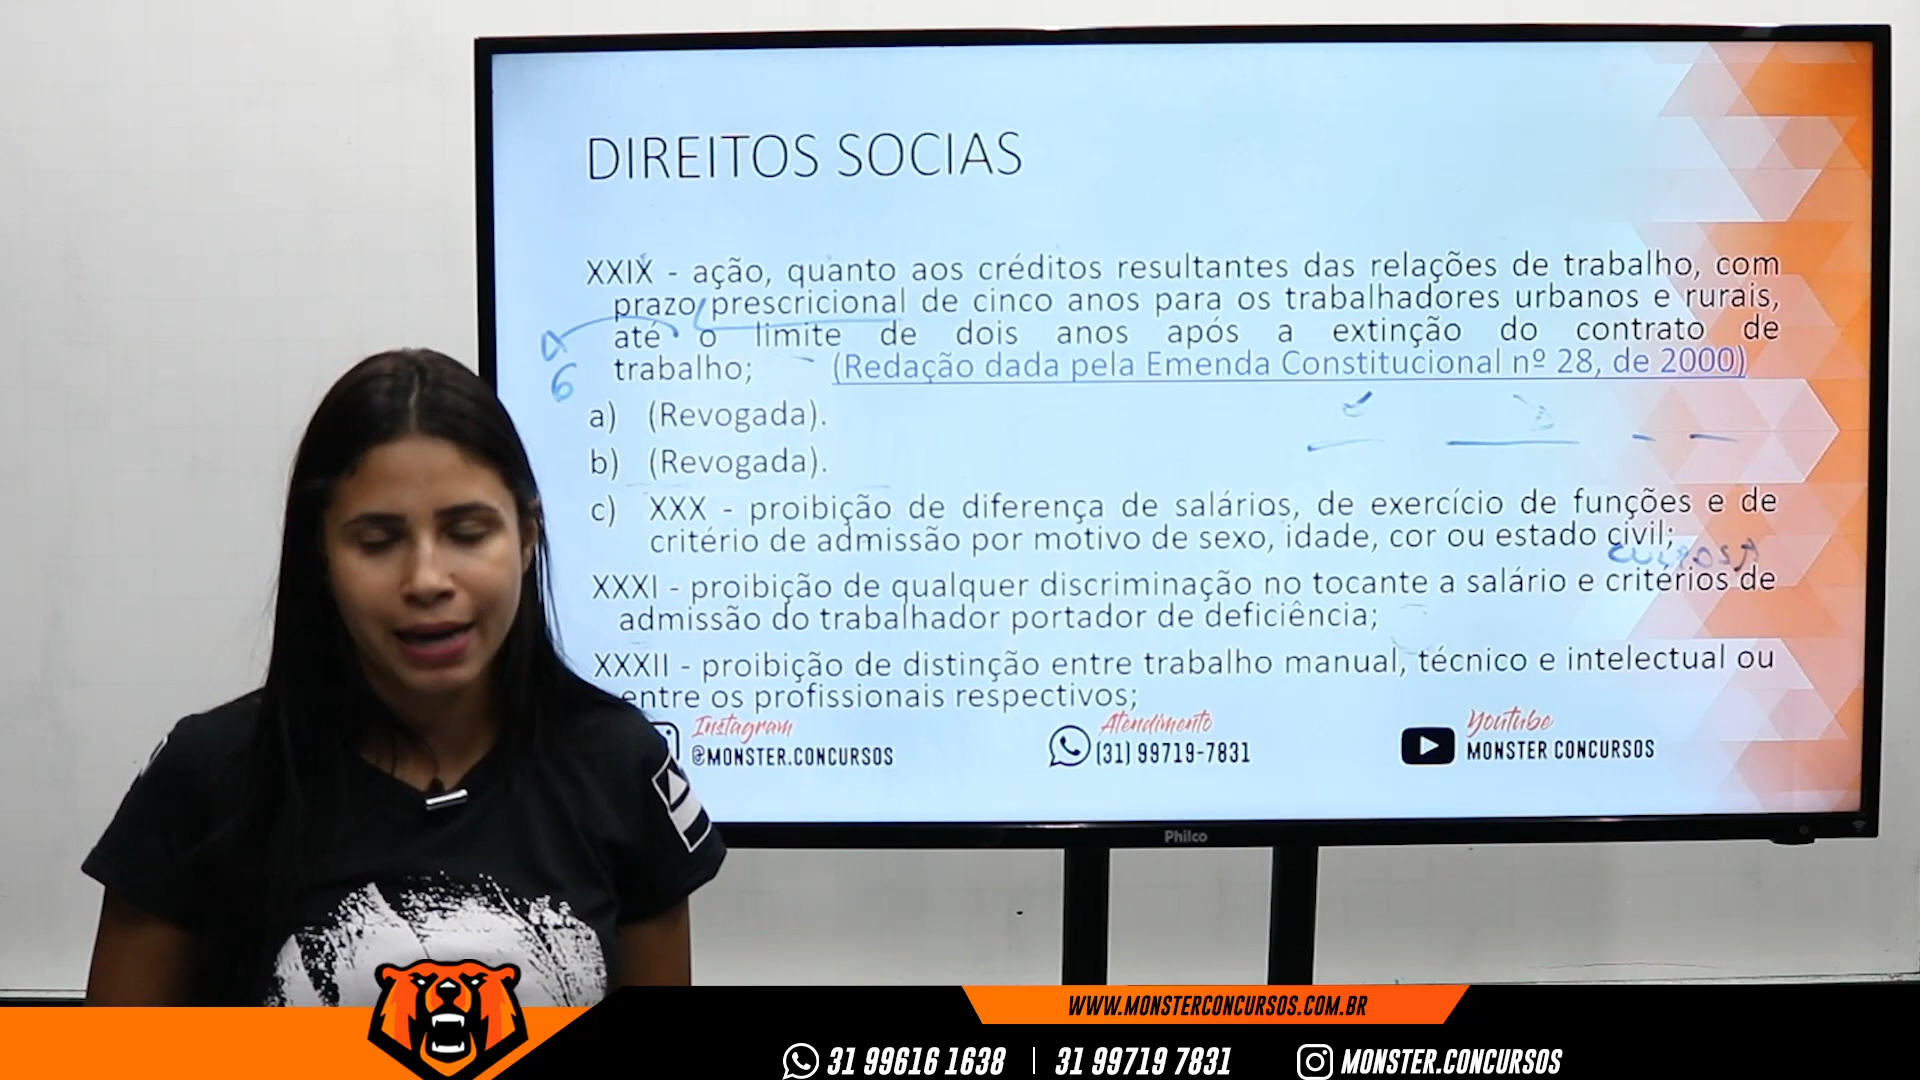 DIREITOS SOCIAS
XXIX - ação, quanto aos créditos resultantes das relações de trabalho, com
prazo prescricional de cinco anos para os trabalhadores urbanos e rurais,
até o limite de dois anos após a extinção do contrato de
trabalho; (Redação dada pela Emenda Constitucional nº 28, de 2000)
a) (Revogada).
b) (Revogada).
c) XXX - proibição de diferença de salários, de exercício de funções e de
critério de admissão por motivo de sexo, idade, cor ou estado civil;
XXXI - proibição de qualquer discriminação no tocante a salário e critérios de
admissão do trabalhador portador de deficiência;
XXXII - proibição de distinção entre trabalho manual, técnico e intelectual ou
entre os profissionais respectivos;
Instagram
@MONSTER.CONCURSOS
Atendimento
(31) 99719-7831
Youtube
MONSTER CONCURSOS
Philco
WWW.MONSTERCONCURSOS.COM.BR
31 99616 1638 | 31 99719 7831 MONSTER.CONCURSOS